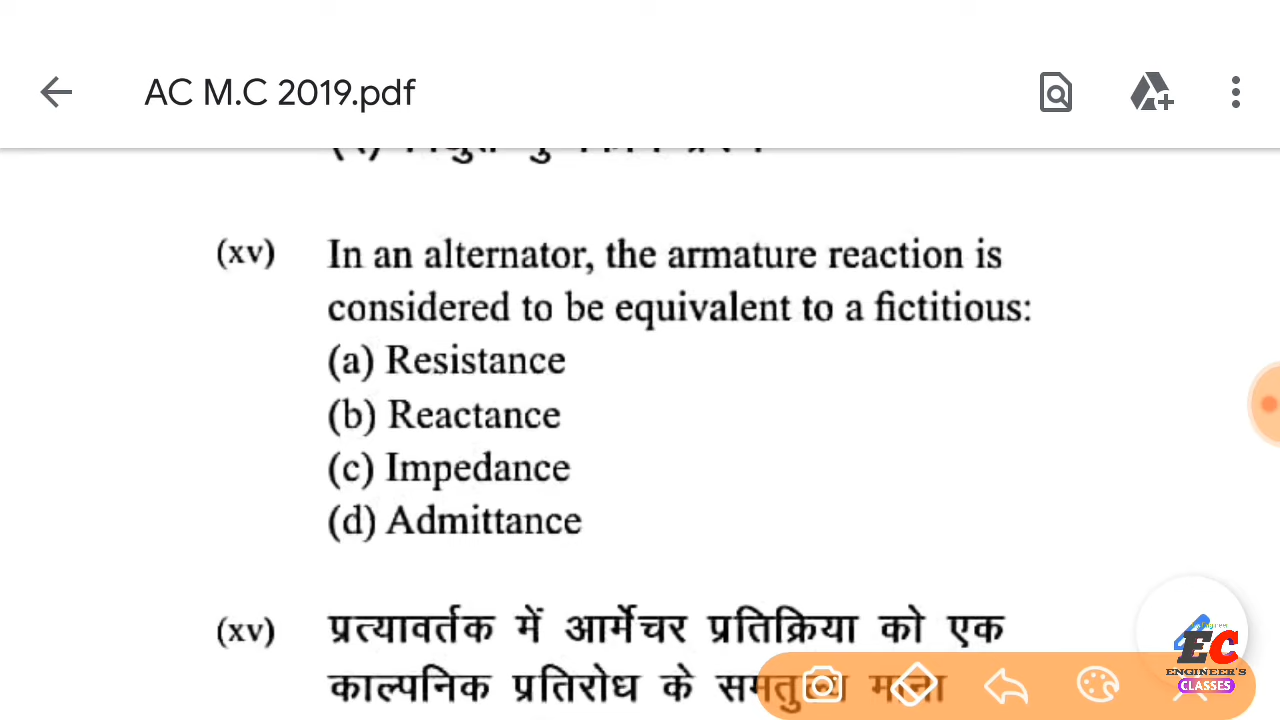 AC M.C 2019.pdf
(xv) In an alternator, the armature reaction is
considered to be equivalent to a fictitious:
(a) Resistance
(b) Reactance
(c) Impedance
(d) Admittance
(xv) प्रत्यावर्तक में आर्मेचर प्रतिक्रिया को एक
काल्पनिक प्रतिरोध के माना
EC
ENGINEER'S
CLASSES